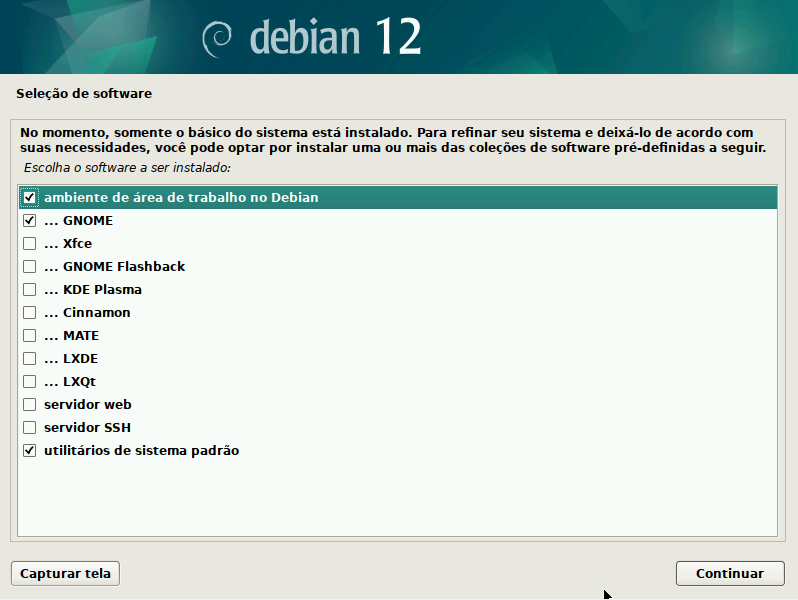 debian 12
Seleção de software
No momento, somente o básico do sistema está instalado. Para refinar seu sistema e deixá-lo de acordo com
suas necessidades, você pode optar por instalar uma ou mais das coleções de software pré-definidas a seguir.
Escolha o software a ser instalado:
ambiente de área de trabalho no Debian
... GNOME
... Xfce
... GNOME Flashback
... KDE Plasma
... Cinnamon
... MATE
... LXDE
... LXQt
servidor web
servidor SSH
utilitários de sistema padrão
Capturar tela
Continuar